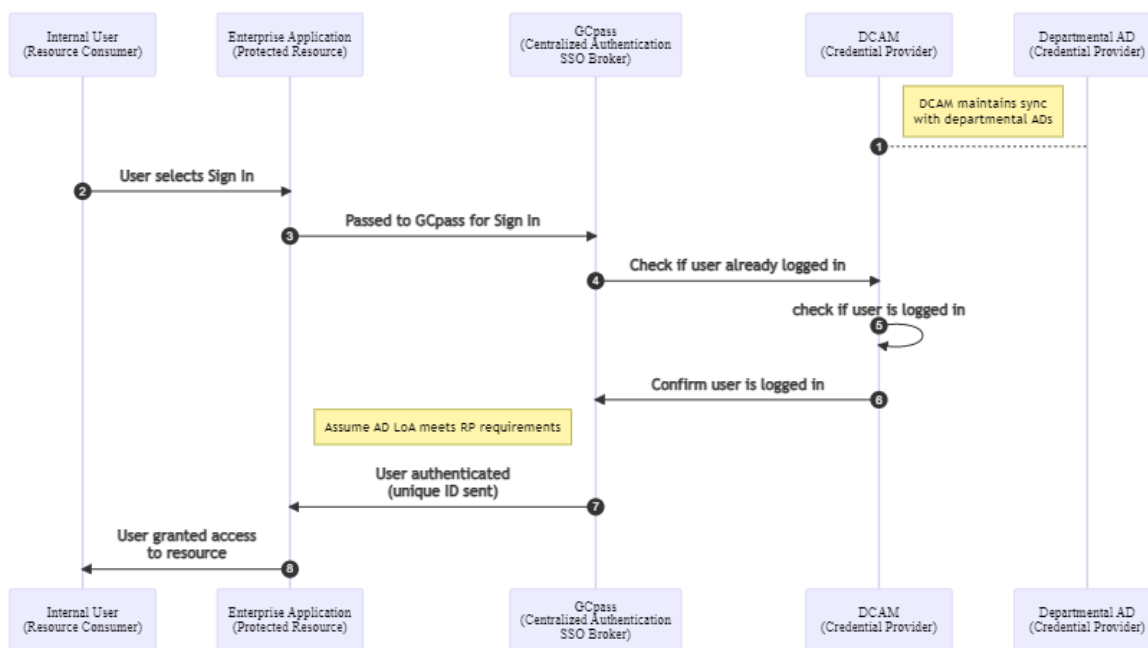 Internal User
(Resource Consumer)
Enterprise Application
(Protected Resource)
GCpass
(Centralized Authentication
SSO Broker)
DCAM
(Credential Provider)
Departmental AD
(Credential Provider)
DCAM maintains sync
with departmental ADs
1
User selects Sign In
2
Passed to GCpass for Sign In
3
Check if user already logged in
4
check if user is logged in
5
Confirm user is logged in
6
Assume AD LoA meets RP requirements
User authenticated
(unique ID sent)
7
User granted access
to resource
8
Internal User
(Resource Consumer)
Enterprise Application
(Protected Resource)
GCpass
(Centralized Authentication
SSO Broker)
DCAM
(Credential Provider)
Departmental AD
(Credential Provider)